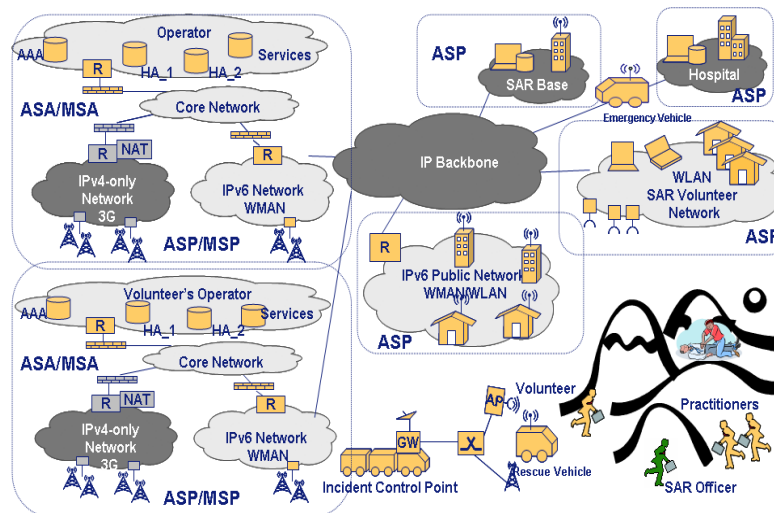 Operator
AAA
Services
R
HA_1
HA_2
ASA/MSA
Core Network
R
NAT
R
IPv4-only
Network
3G
IPv6 Network
WMAN
ASP/MSP
Volunteer's Operator
AAA
Services
R
HA_1
HA_2
ASA/MSA
Core Network
R
NAT
R
IPv4-only
Network
3G
IPv6 Network
WMAN
ASP/MSP
IP Backbone
ASP
SAR Base
Hospital
ASP
Emergency Vehicle
WLAN
SAR Volunteer
Network
ASP
R
IPv6 Public Network
WMAN/WLAN
ASP
Volunteer
AP
GW
Rescue Vehicle
Incident Control Point
Practitioners
SAR Officer